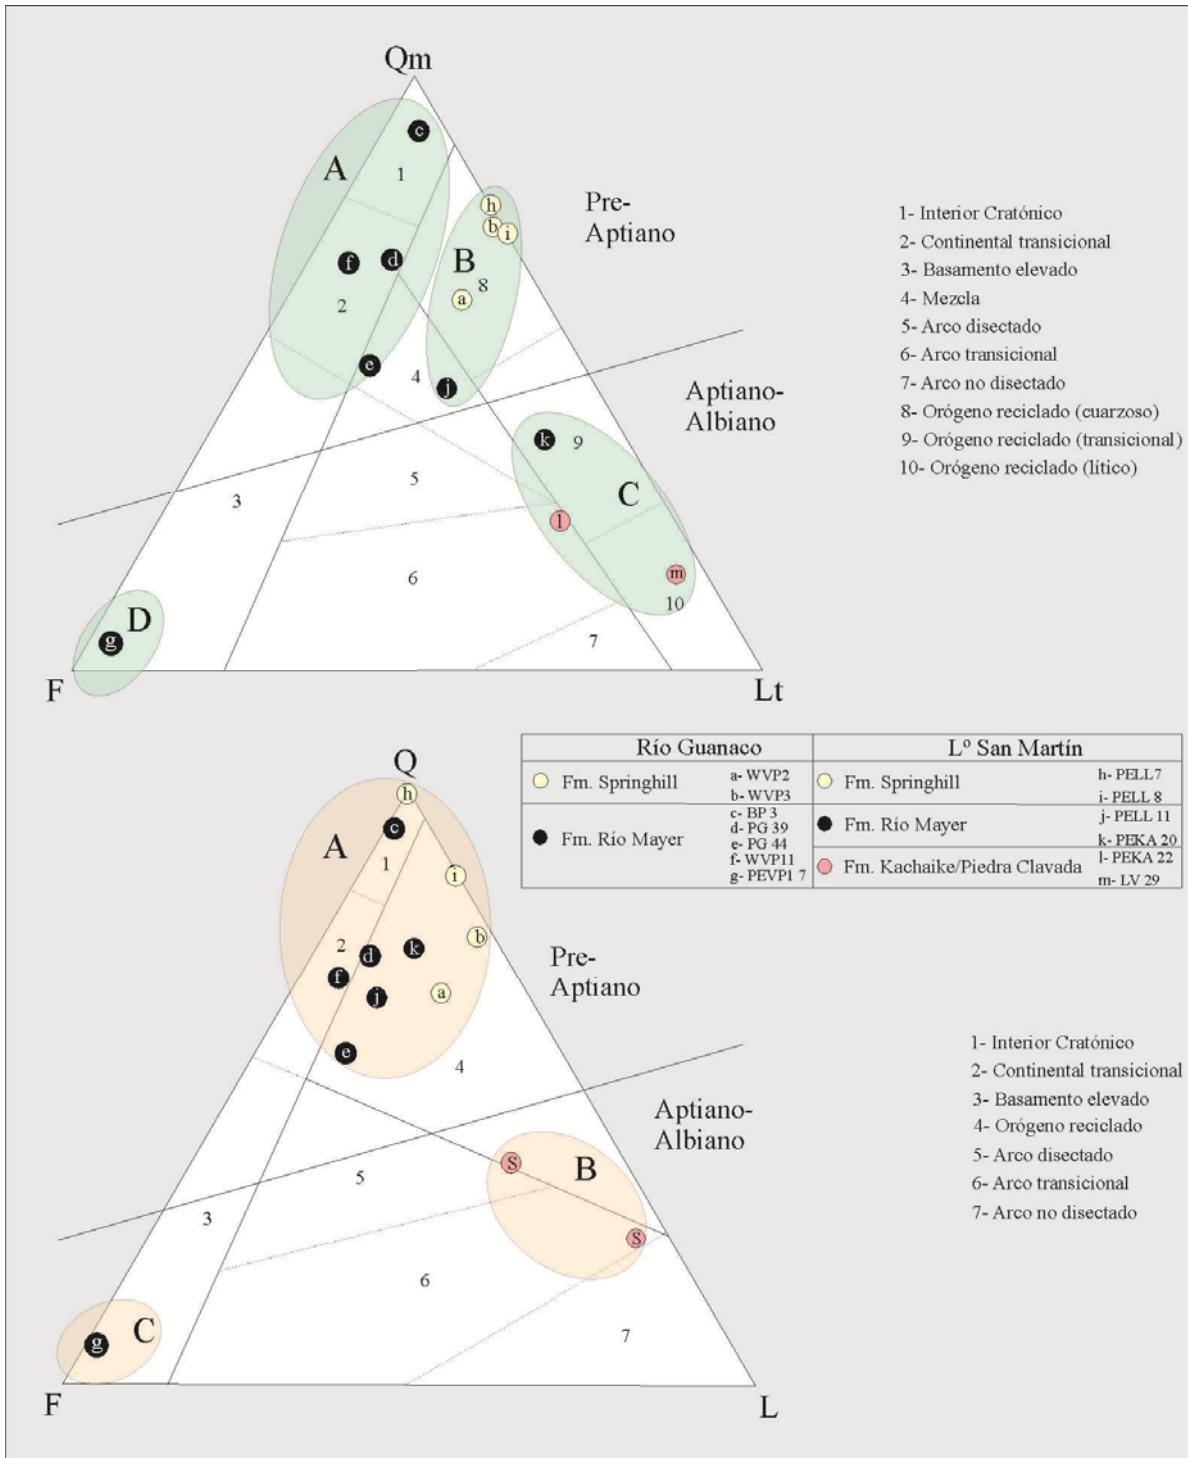 Qm
c
A
1
Pre-
Aptiano
h
b
i
B
f
d
8
a
2
e
4
j
Aptiano-
Albiano
k
9
C
5
3
l
6
m
10
D
g
7
F
Lt
1- Interior Cratónico
2- Continental transicional
3- Basamento elevado
4- Mezcla
5- Arco disectado
6- Arco transicional
7- Arco no disectado
8- Orógeno reciclado (cuarzoso)
9- Orógeno reciclado (transicional)
10- Orógeno reciclado (lítico)
Río Guanaco
Fm. Springhill
a- WVP2
b- WVP3
Fm. Río Mayer
c- BP 3
d- PG 39
e- PG 44
f- WVP11
g- PEVP1 7
Lº San Martín
Fm. Springhill
h- PELL7
i- PELL 8
Fm. Río Mayer
j- PELL 11
k- PEKA 20
Fm. Kachaike/Piedra Clavada
l- PEKA 22
m- LV 29
Q
h
c
A
1
i
2
d
k
b
Pre-
Aptiano
f
j
a
e
4
Aptiano-
Albiano
S
B
5
3
S
6
C
g
7
F
L
1- Interior Cratónico
2- Continental transicional
3- Basamento elevado
4- Orógeno reciclado
5- Arco disectado
6- Arco transicional
7- Arco no disectado